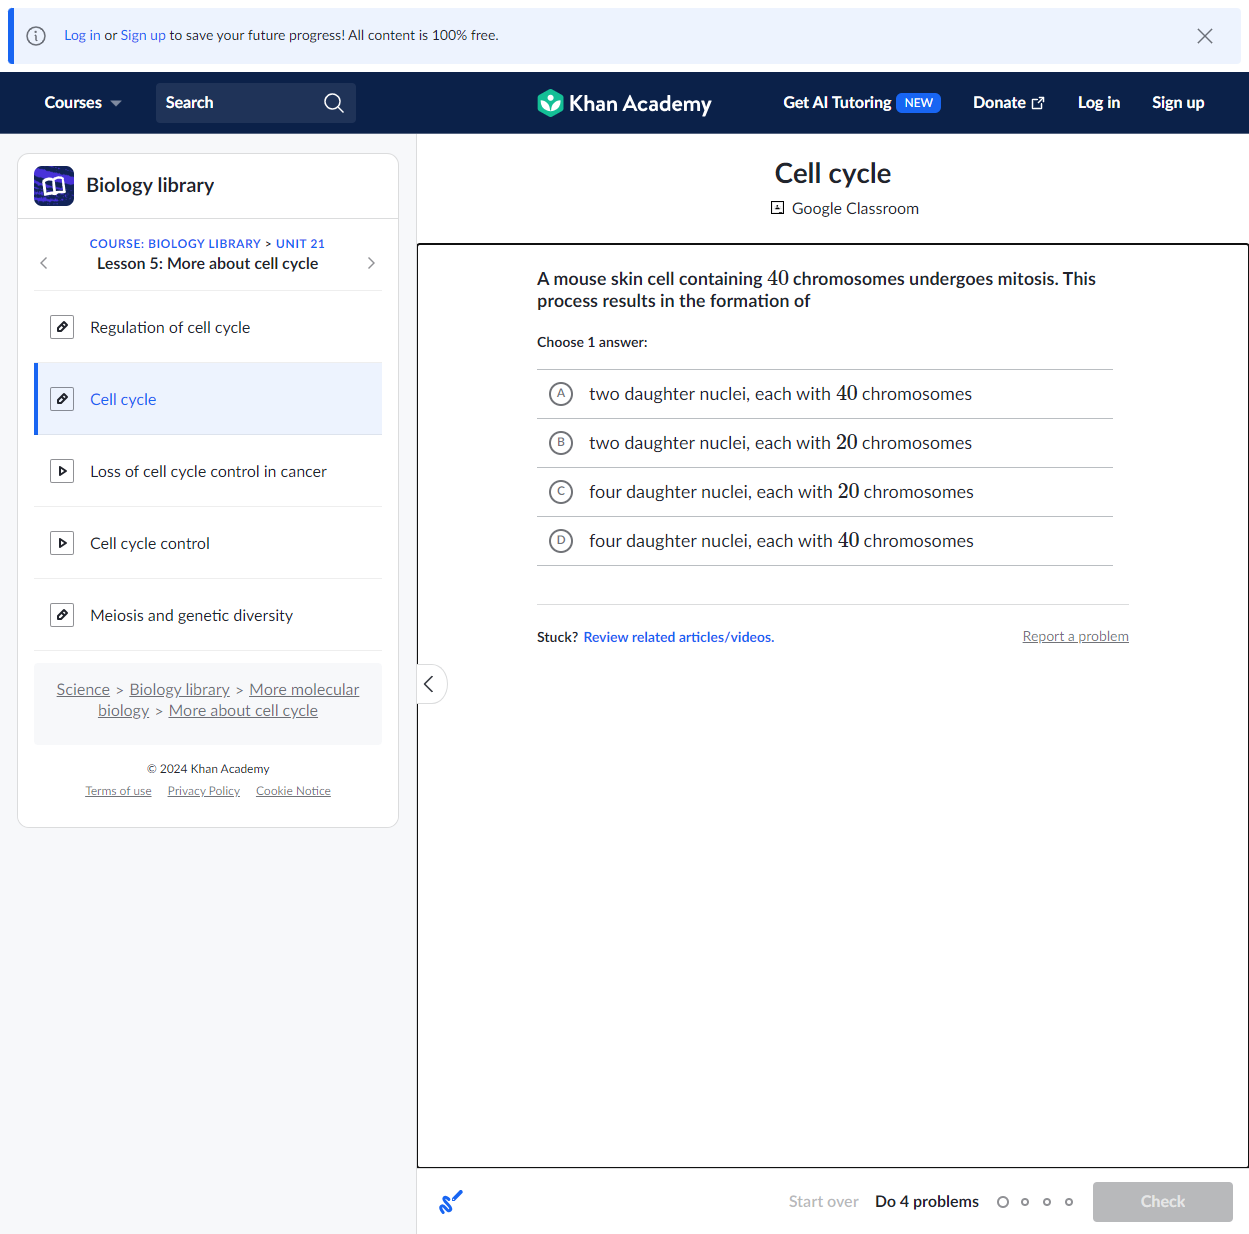 Log in or Sign up to save your future progress! All content is 100% free.
Courses
Search
Khan Academy
Get AI Tutoring NEW
Donate
Log in
Sign up
Biology library
COURSE: BIOLOGY LIBRARY > UNIT 21
Lesson 5: More about cell cycle
Regulation of cell cycle
Cell cycle
Loss of cell cycle control in cancer
Cell cycle control
Meiosis and genetic diversity
Science > Biology library > More molecular
biology > More about cell cycle
© 2024 Khan Academy
Terms of use Privacy Policy Cookie Notice
Cell cycle
Google Classroom
A mouse skin cell containing 40 chromosomes undergoes mitosis. This
process results in the formation of
Choose 1 answer:
A two daughter nuclei, each with 40 chromosomes
B two daughter nuclei, each with 20 chromosomes
C four daughter nuclei, each with 20 chromosomes
D four daughter nuclei, each with 40 chromosomes
Stuck? Review related articles/videos.
Report a problem
Start over
Do 4 problems
Check